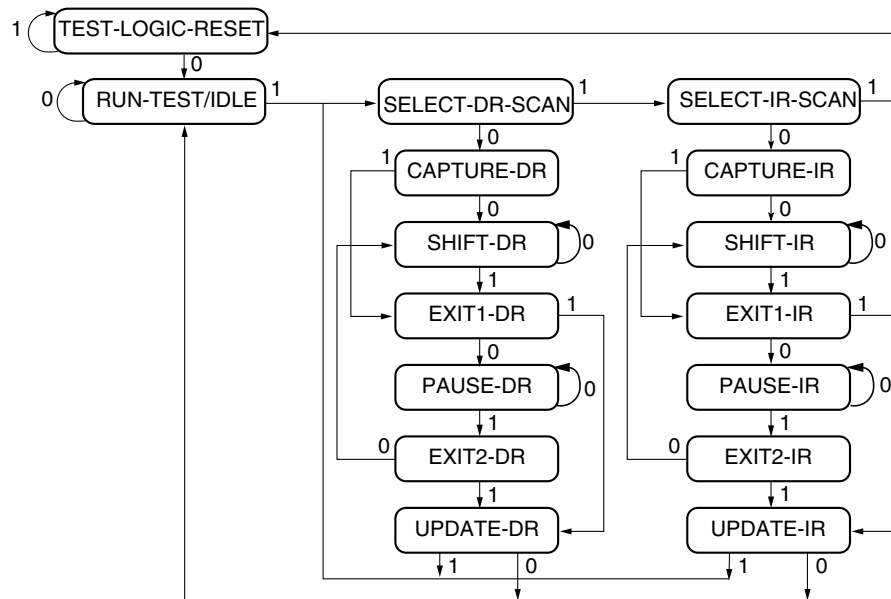 1
TEST-LOGIC-RESET
0
0
RUN-TEST/IDLE
1
SELECT-DR-SCAN
1
SELECT-IR-SCAN
1
0
0
1
CAPTURE-DR
1
CAPTURE-IR
0
0
SHIFT-DR
0
SHIFT-IR
0
1
1
EXIT1-DR
1
EXIT1-IR
1
0
0
PAUSE-DR
0
PAUSE-IR
0
1
1
0
EXIT2-DR
0
EXIT2-IR
1
1
UPDATE-DR
UPDATE-IR
1
0
1
0